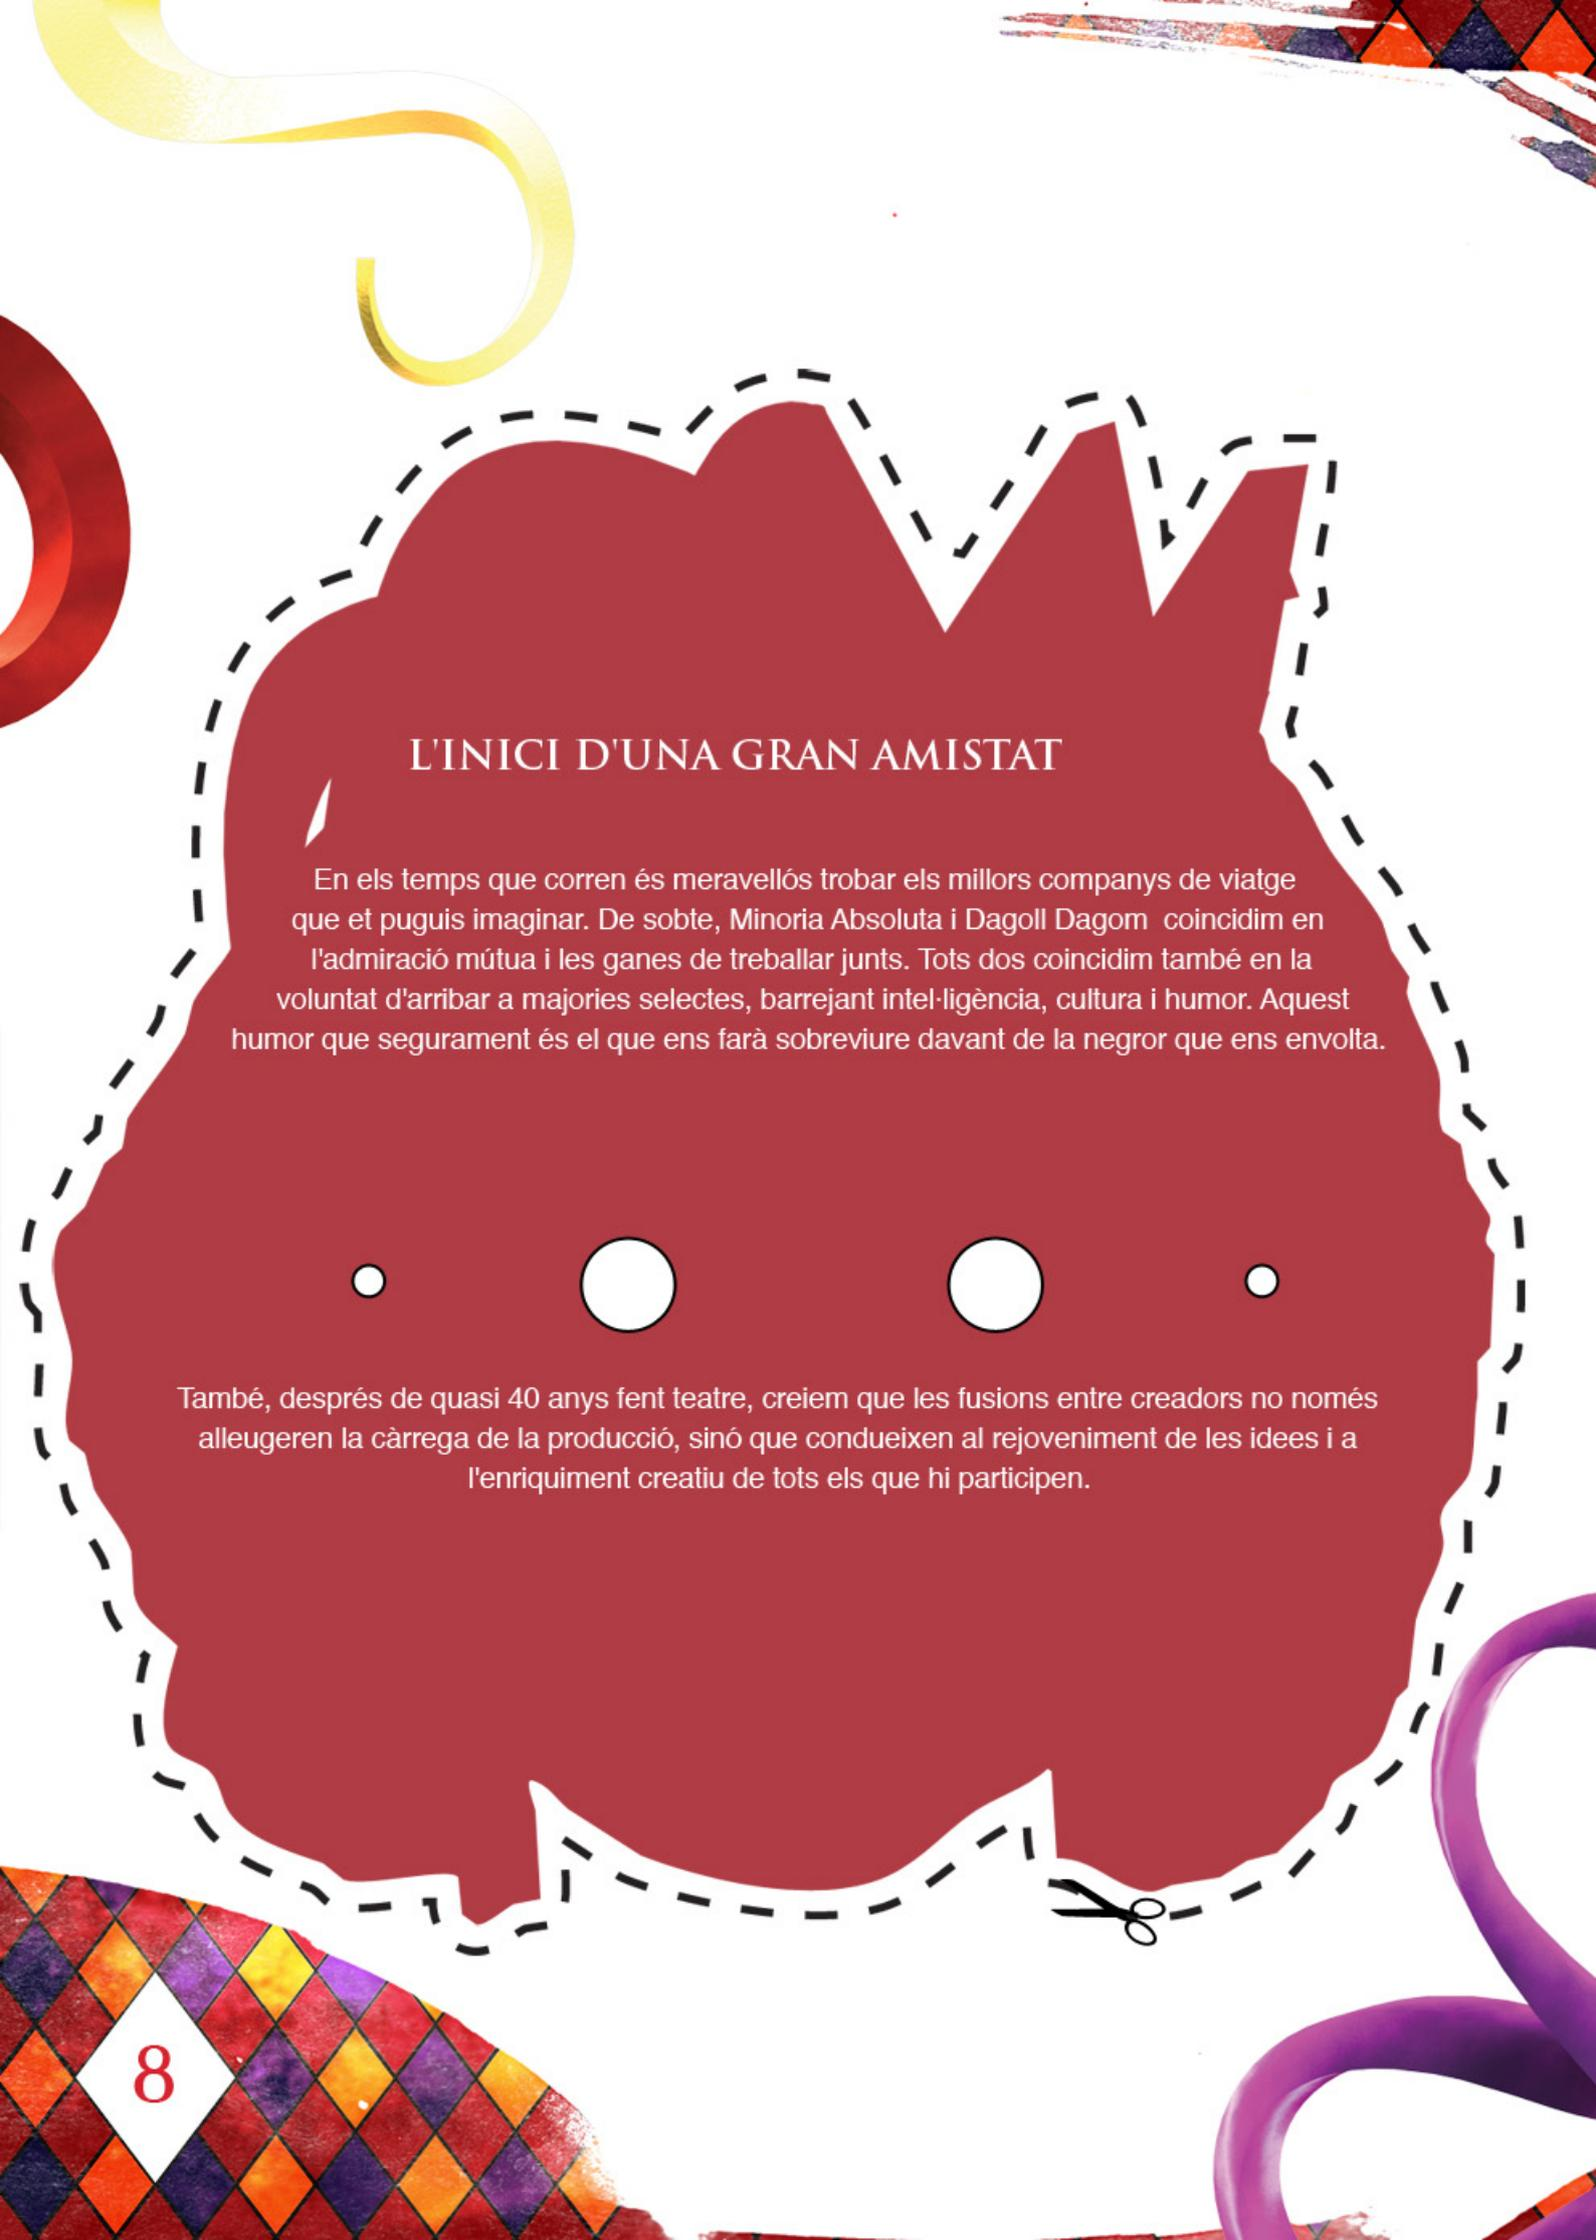 L'INICI D'UNA GRAN AMISTAT
En els temps que corren és meravellós trobar els millors companys de viatge
que et puguis imaginar. De sobte, Minoria Absoluta i Dagoll Dagom  coincidim en
l'admiració mútua i les ganes de treballar junts. Tots dos coincidim també en la
voluntat d'arribar a majories selectes, barrejant intel·ligència, cultura i humor. Aquest
humor que segurament és el que ens farà sobreviure davant de la negror que ens envolta.
També, després de quasi 40 anys fent teatre, creiem que les fusions entre creadors no només
alleugeren la càrrega de la producció, sinó que condueixen al rejoveniment de les idees i a
l'enriquiment creatiu de tots els que hi participen.
8